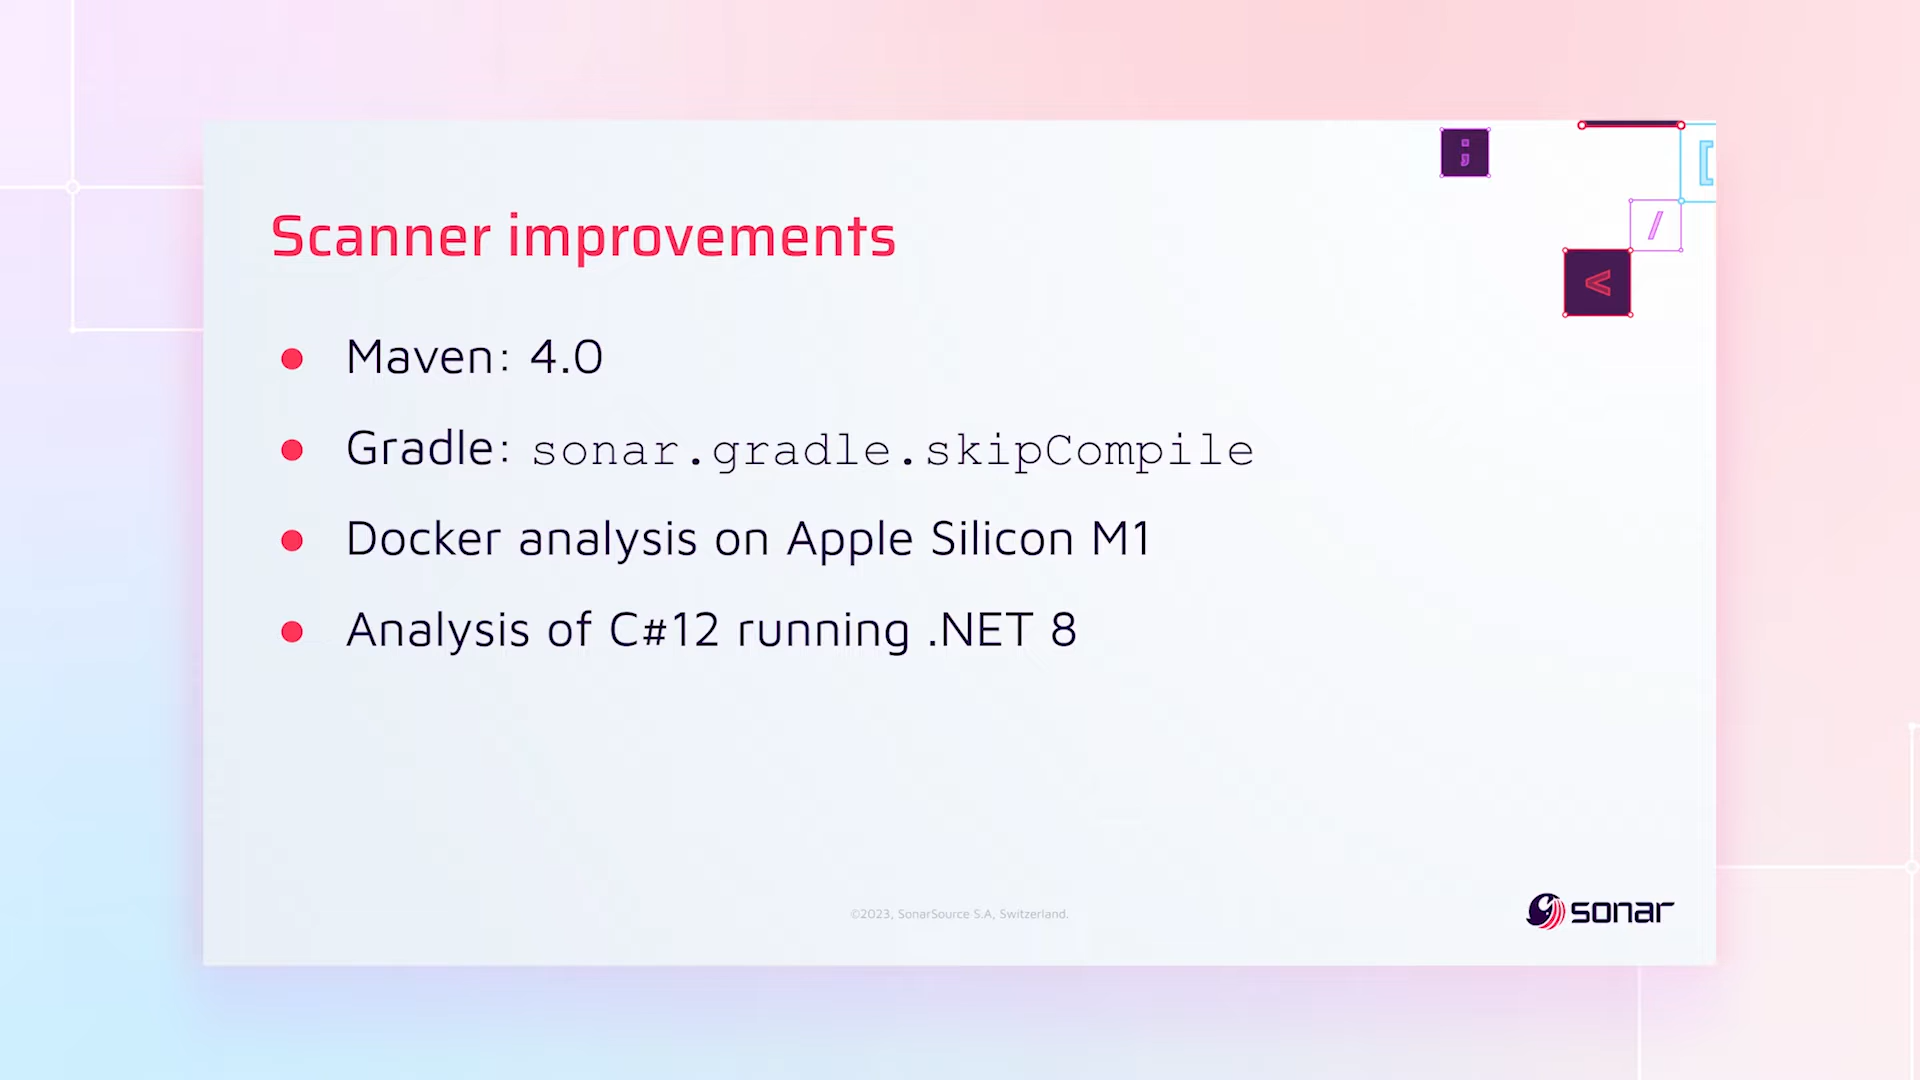 ;
[
/
<
Scanner improvements
● Maven: 4.0
● Gradle: sonar.gradle.skipCompile
● Docker analysis on Apple Silicon M1
● Analysis of C#12 running .NET 8
©2023, SonarSource S.A, Switzerland.
sonar